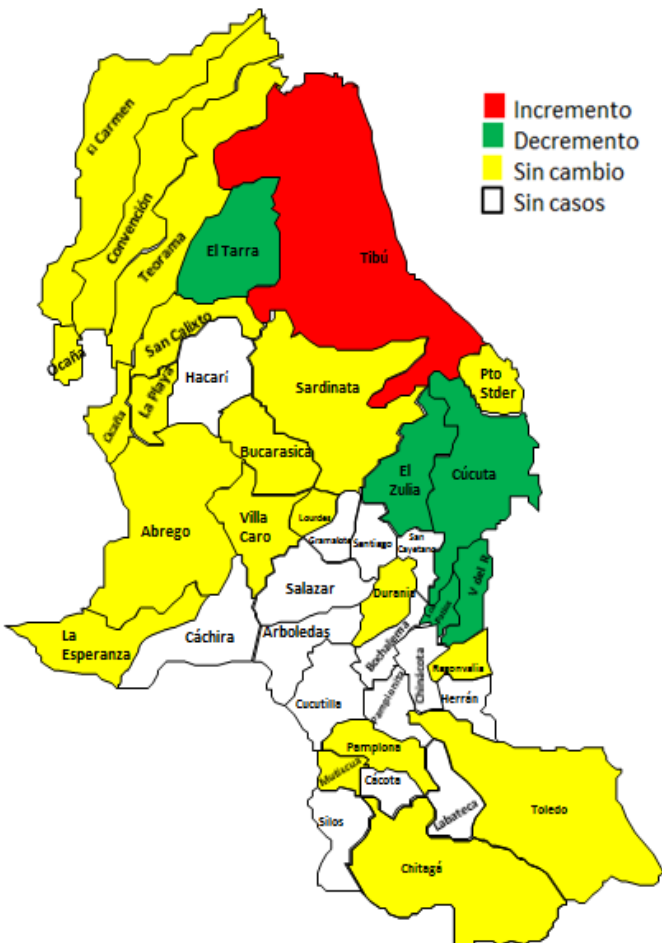 Incremento
Decremento
Sin cambio
Sin casos
El Carmen
Convención
Teorama
El Tarra
Tibú
San Calixto
Ocaña
Hacarí
La Playa
Ocaña
Sardinata
Pto
Stder
Bucarasica
El
Zulia
Cúcuta
Abrego
Villa
Caro
Lourdes
Gramalote
Santiago
San
Cayetano
V del R
Salazar
Durania
La
Esperanza
Cáchira
Arboledas
Bochalema
Chinácota
Ragonvalia
Herrán
Pamplonita
Cucutilla
Pamplona
Mutiscua
Cácota
Labateca
Toledo
Silos
Chitagá